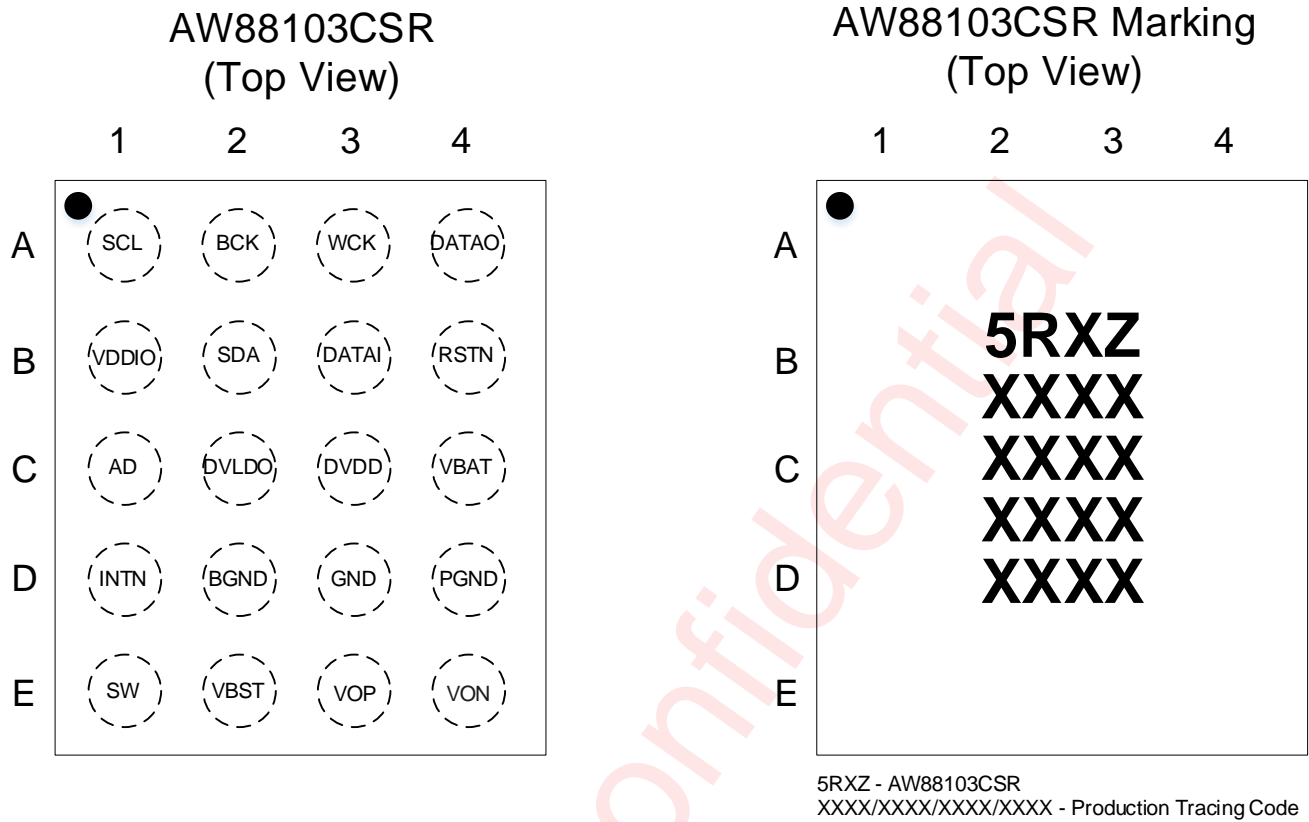 AW88103CSR
(Top View)
1 2 3 4
A SCL BCK WCK DATAO
B VDDIO SDA DATAI RSTN
C AD DVLDO DVDD VBAT
D INTN BGND GND PGND
E SW VBST VOP VON
AW88103CSR Marking
(Top View)
1 2 3 4
A
B
C
D
E
5RXZ
XXXX
XXXX
XXXX
XXXX
5RXZ - AW88103CSR
XXXX/XXXX/XXXX/XXXX - Production Tracing Code
onfidential